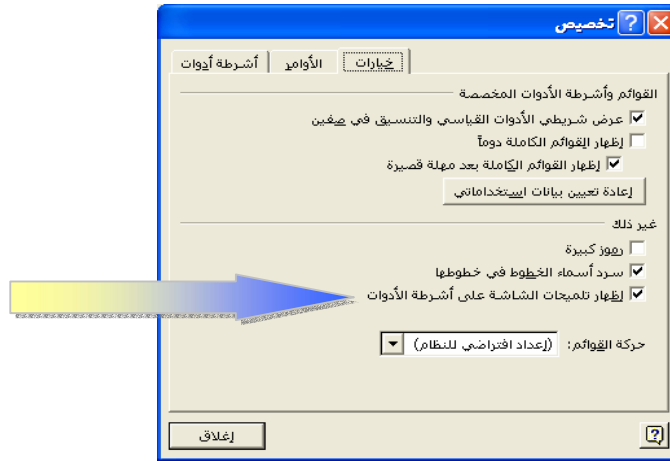 تخصيص
خيارات الأوامر أشرطة أدوات
القوائم وأشرطة الأدوات المخصصة
عرض شريطي الأدوات القياسي والتنسيق في صفين
إظهار القوائم الكاملة دوماً
إظهار القوائم الكاملة بعد مهلة قصيرة
إعادة تعيين بيانات استخداماتي
غير ذلك
رموز كبيرة
سرد أسماء الخطوط في خطوطها
إظهار تلميحات الشاشة على أشرطة الأدوات
حركة القوائم: (إعداد افتراضي للنظام)
إغلاق